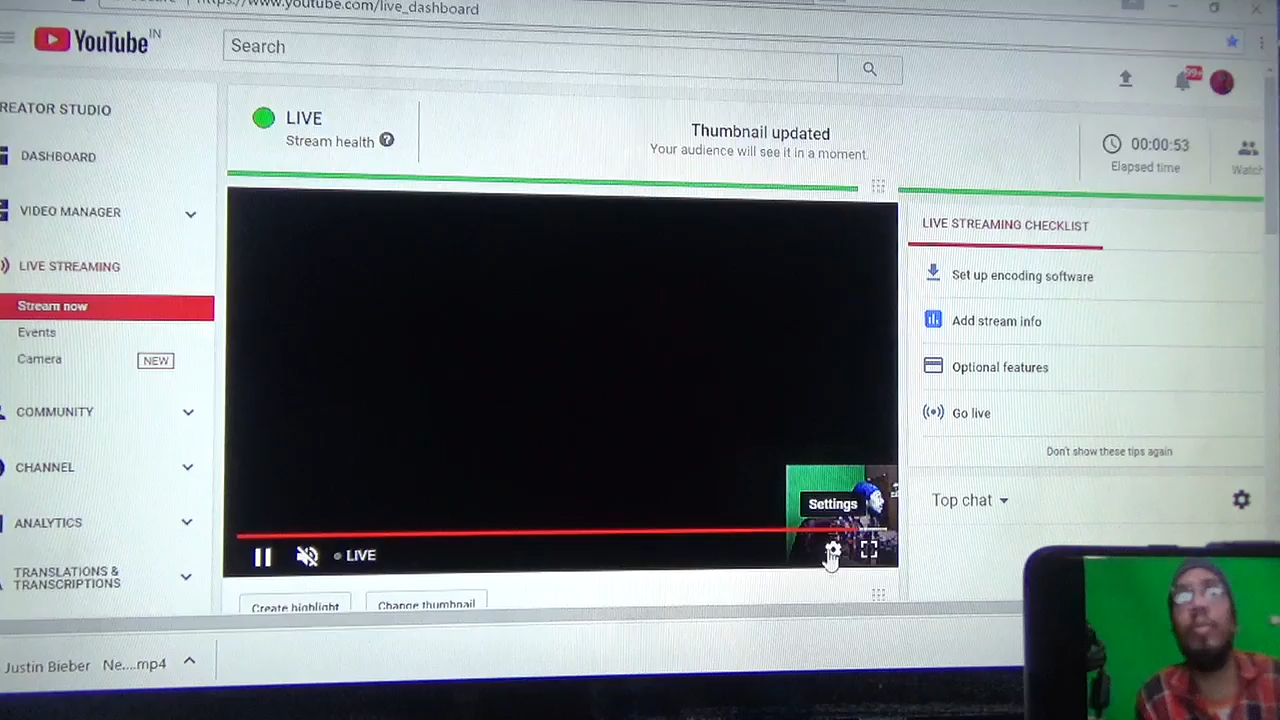 https://www.youtube.com/live_dashboard
YouTube IN
Search
99+
REATOR STUDIO
DASHBOARD
VIDEO MANAGER
LIVE STREAMING
Stream now
Events
Camera NEW
COMMUNITY
CHANNEL
ANALYTICS
TRANSLATIONS &
TRANSCRIPTIONS
LIVE
Stream health ?
Thumbnail updated
Your audience will see it in a moment.
00:00:53
Elapsed time
Watch
Settings
LIVE
Create highlight
Change thumbnail
LIVE STREAMING CHECKLIST
Set up encoding software
Add stream info
Optional features
Go live
Don't show these tips again
Top chat
Justin Bieber Ne....mp4